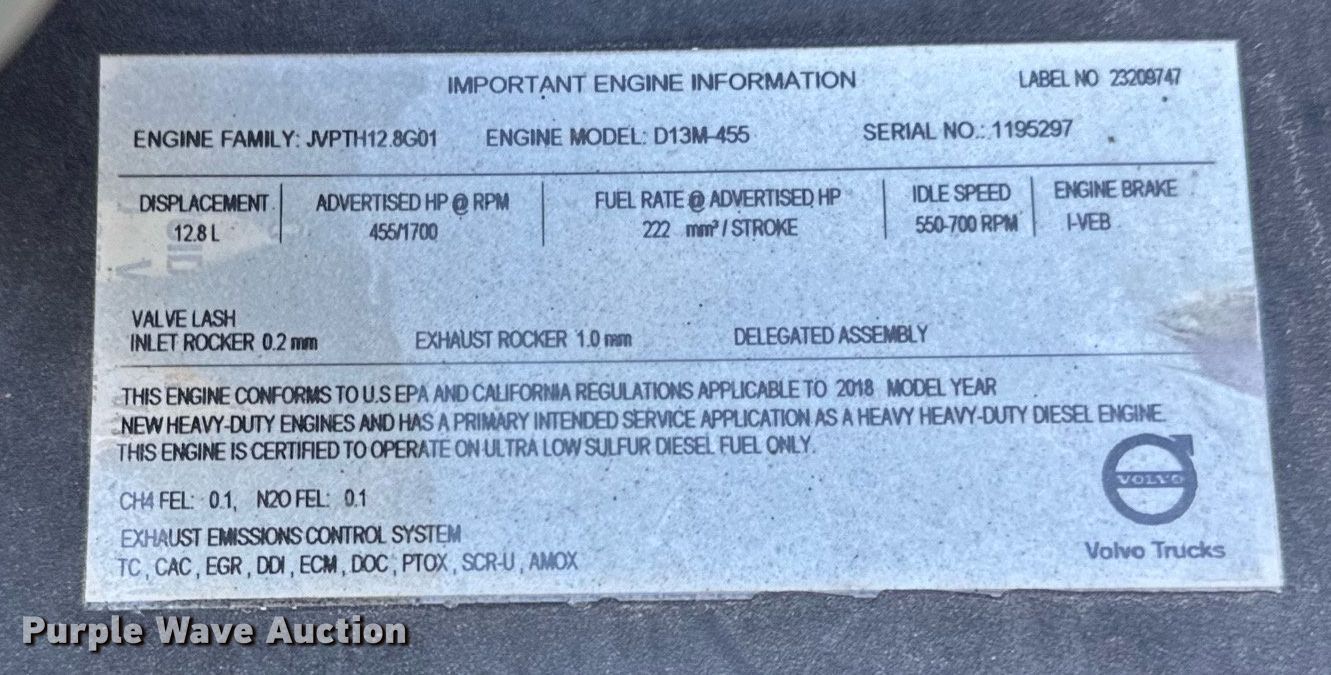 IMPORTANT ENGINE INFORMATION LABEL NO 23209747
ENGINE FAMILY: JVPTH12.8G01 ENGINE MODEL: D13M-455 SERIAL NO.: 1195297
DISPLACEMENT ADVERTISED HP @ RPM FUEL RATE @ ADVERTISED HP IDLE SPEED ENGINE BRAKE
12.8 L 455/1700 222 mm³ / STROKE 550-700 RPM I-VEB
VALVE LASH
INLET ROCKER 0.2 mm EXHAUST ROCKER 1.0 mm DELEGATED ASSEMBLY
THIS ENGINE CONFORMS TO U.S EPA AND CALIFORNIA REGULATIONS APPLICABLE TO 2018 MODEL YEAR
NEW HEAVY-DUTY ENGINES AND HAS A PRIMARY INTENDED SERVICE APPLICATION AS A HEAVY HEAVY-DUTY DIESEL ENGINE.
THIS ENGINE IS CERTIFIED TO OPERATE ON ULTRA LOW SULFUR DIESEL FUEL ONLY.
CH4 FEL: 0.1, N2O FEL: 0.1
EXHAUST EMISSIONS CONTROL SYSTEM
TC, CAC, EGR, DDI, ECM, DOC, PTOX, SCR-U, AMOX
VOLVO
Volvo Trucks
Purple Wave Auction